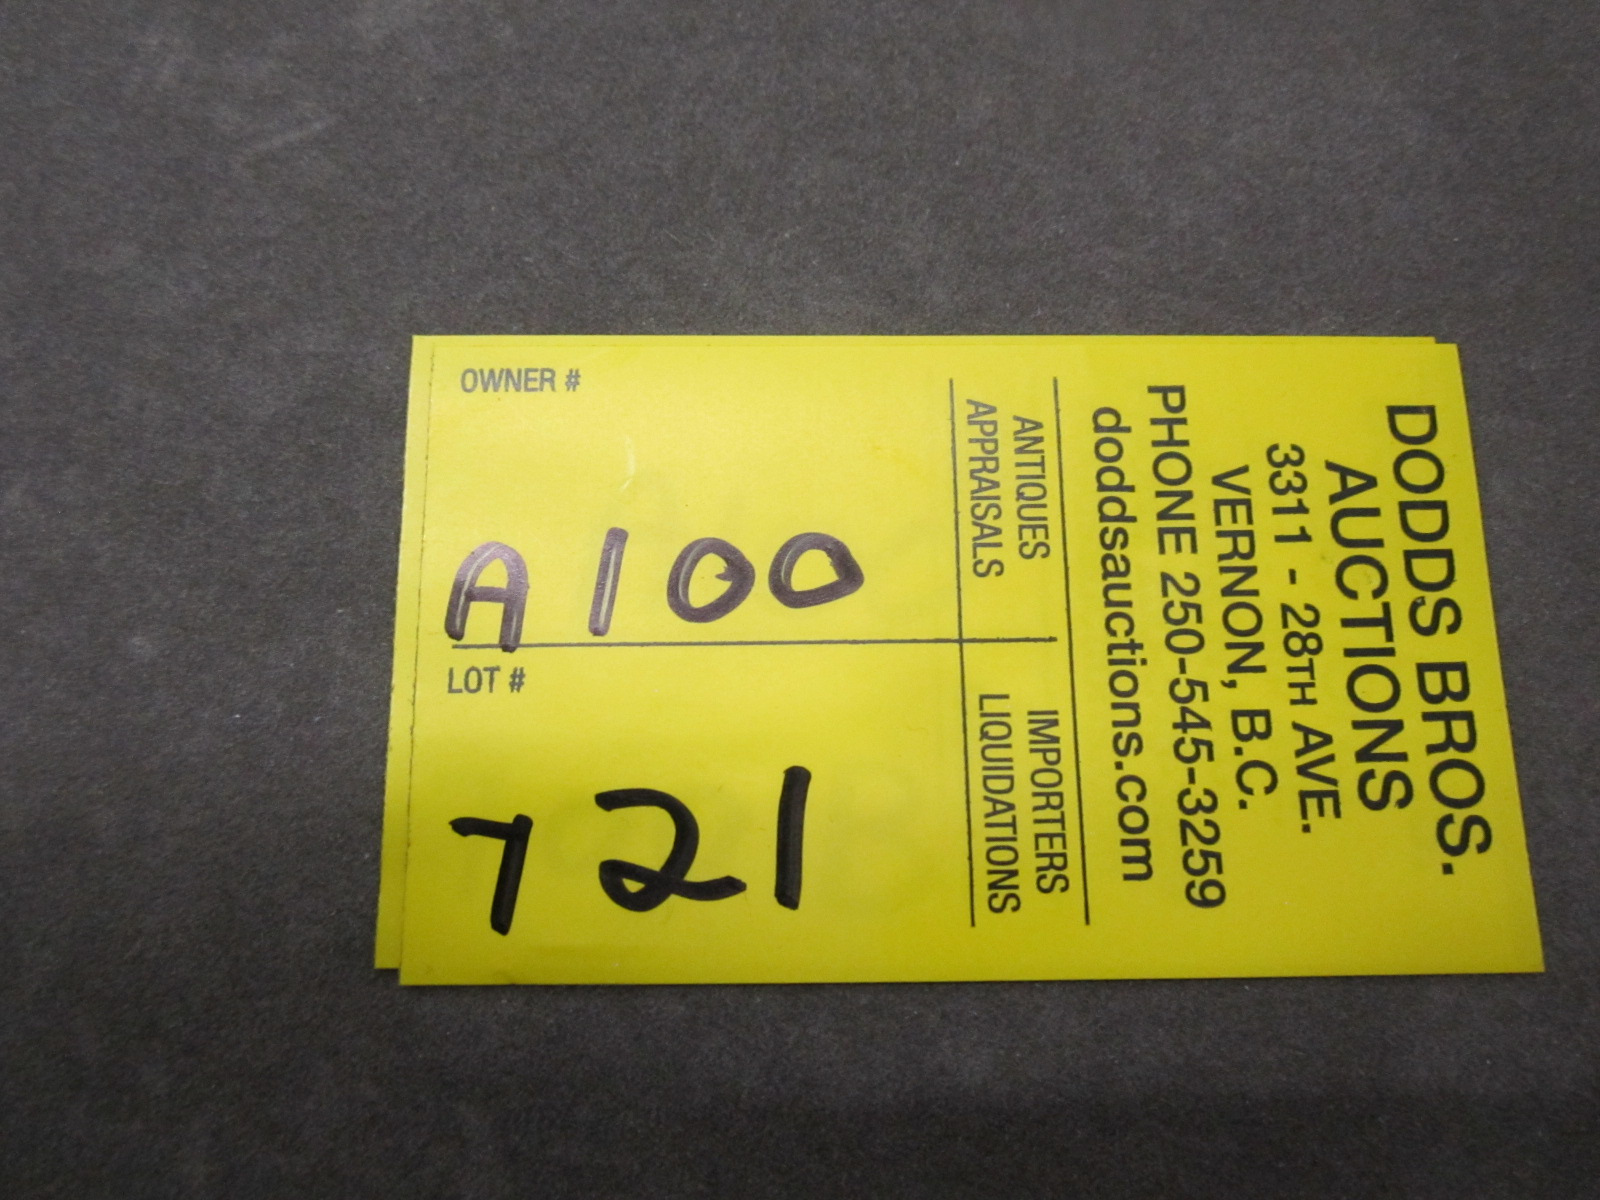 DODDS BROS.
AUCTIONS
3311 - 28TH AVE.
VERNON, B.C.
PHONE 250-545-3259
doddsauctions.com
ANTIQUES
APPRAISALS
IMPORTERS
LIQUIDATIONS
OWNER #
A100
LOT #
721